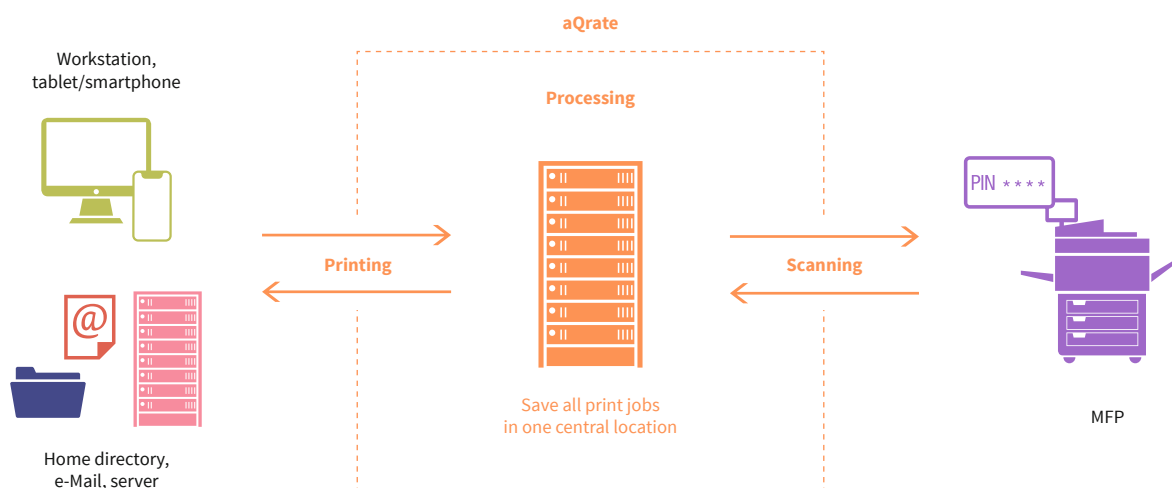 aQrate
Workstation,
tablet/smartphone
Processing
PIN ****
Printing
Scanning
@
Save all print jobs
in one central location
MFP
Home directory,
e-Mail, server